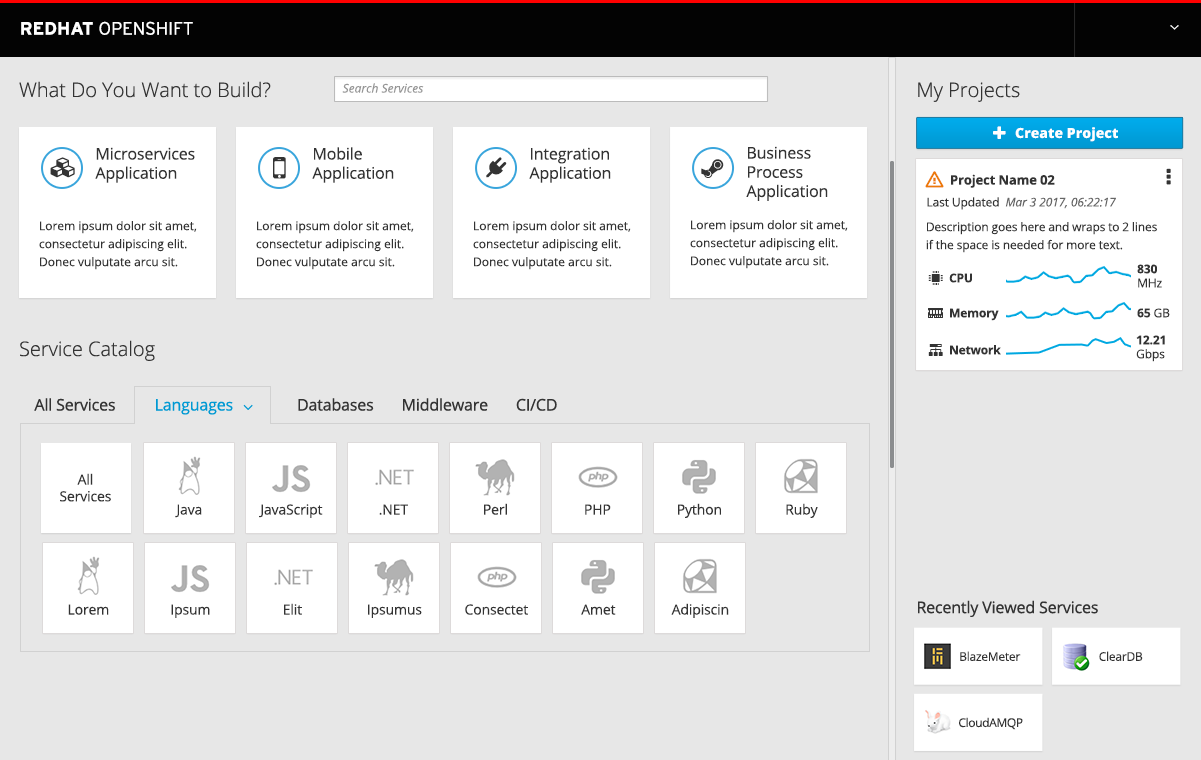 REDHAT OPENSHIFT
What Do You Want to Build?
Search Services
Microservices
Application
Lorem ipsum dolor sit amet,
consectetur adipiscing elit.
Donec vulputate arcu sit.
Mobile
Application
Lorem ipsum dolor sit amet,
consectetur adipiscing elit.
Donec vulputate arcu sit.
Integration
Application
Lorem ipsum dolor sit amet,
consectetur adipiscing elit.
Donec vulputate arcu sit.
Business
Process
Application
Lorem ipsum dolor sit amet,
consectetur adipiscing elit.
Donec vulputate arcu sit.
Service Catalog
All Services
Languages
Databases
Middleware
CI/CD
All
Services
Java
JS
JavaScript
.NET
.NET
Perl
php
PHP
Python
Ruby
Lorem
JS
Ipsum
.NET
Elit
Ipsumus
php
Consectet
Amet
Adipiscin
My Projects
Create Project
Project Name 02
Last Updated Mar 3 2017, 06:22:17
Description goes here and wraps to 2 lines
if the space is needed for more text.
CPU
830
MHz
Memory
65 GB
Network
12.21
Gbps
Recently Viewed Services
BlazeMeter
ClearDB
CloudAMQP